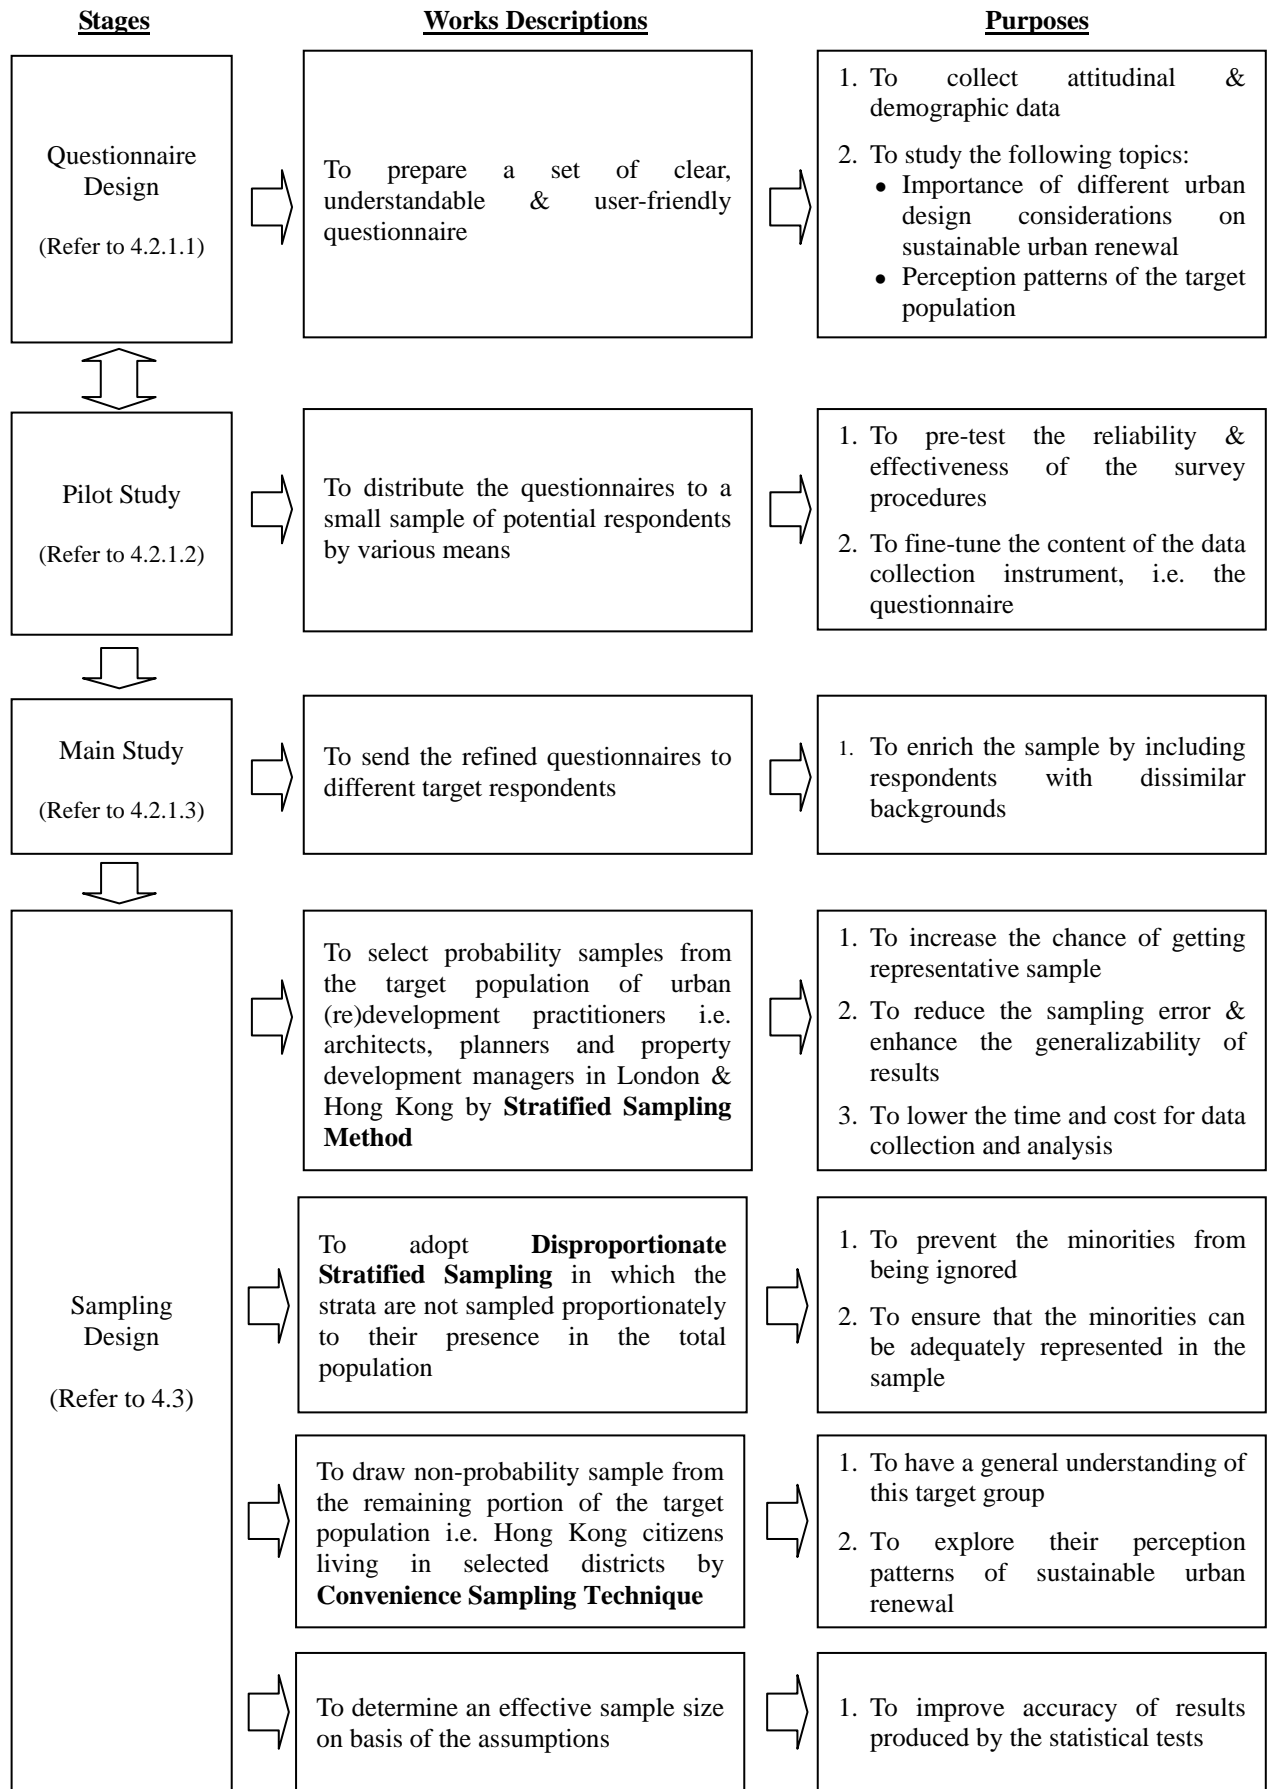 Stages
Works Descriptions
Purposes
Questionnaire
Design
(Refer to 4.2.1.1)
To prepare a set of clear,
understandable & user-friendly
questionnaire
1. To collect attitudinal &
demographic data
2. To study the following topics:
• Importance of different urban
design considerations on
sustainable urban renewal
• Perception patterns of the target
population
Pilot Study
(Refer to 4.2.1.2)
To distribute the questionnaires to a
small sample of potential respondents
by various means
1. To pre-test the reliability &
effectiveness of the survey
procedures
2. To fine-tune the content of the data
collection instrument, i.e. the
questionnaire
Main Study
(Refer to 4.2.1.3)
To send the refined questionnaires to
different target respondents
1. To enrich the sample by including
respondents with dissimilar
backgrounds
Sampling
Design
(Refer to 4.3)
To select probability samples from
the target population of urban
(re)development practitioners i.e.
architects, planners and property
development managers in London &
Hong Kong by Stratified Sampling
Method
1. To increase the chance of getting
representative sample
2. To reduce the sampling error &
enhance the generalizability of
results
3. To lower the time and cost for data
collection and analysis
To adopt Disproportionate
Stratified Sampling in which the
strata are not sampled proportionately
to their presence in the total
population
1. To prevent the minorities from
being ignored
2. To ensure that the minorities can
be adequately represented in the
sample
To draw non-probability sample from
the remaining portion of the target
population i.e. Hong Kong citizens
living in selected districts by
Convenience Sampling Technique
1. To have a general understanding of
this target group
2. To explore their perception
patterns of sustainable urban
renewal
To determine an effective sample size
on basis of the assumptions
1. To improve accuracy of results
produced by the statistical tests